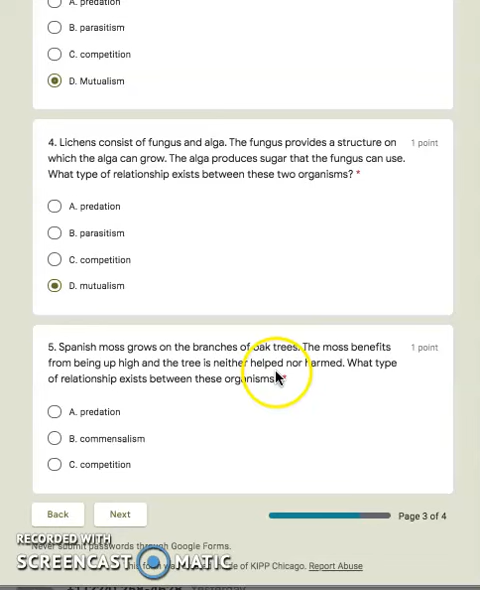 A. predation
B. parasitism
C. competition
D. Mutualism
4. Lichens consist of fungus and alga. The fungus provides a structure on 1 point
which the alga can grow. The alga produces sugar that the fungus can use.
What type of relationship exists between these two organisms? *
A. predation
B. parasitism
C. competition
D. mutualism
5. Spanish moss grows on the branches of oak trees. The moss benefits 1 point
from being up high and the tree is neither helped nor harmed. What type
of relationship exists between these organisms? *
A. predation
B. commensalism
C. competition
Back Next Page 3 of 4
RECORDED WITH
Never submit passwords through Google Forms.
SCREENCAST MATIC
de of KIPP Chicago. Report Abuse
Yesterday